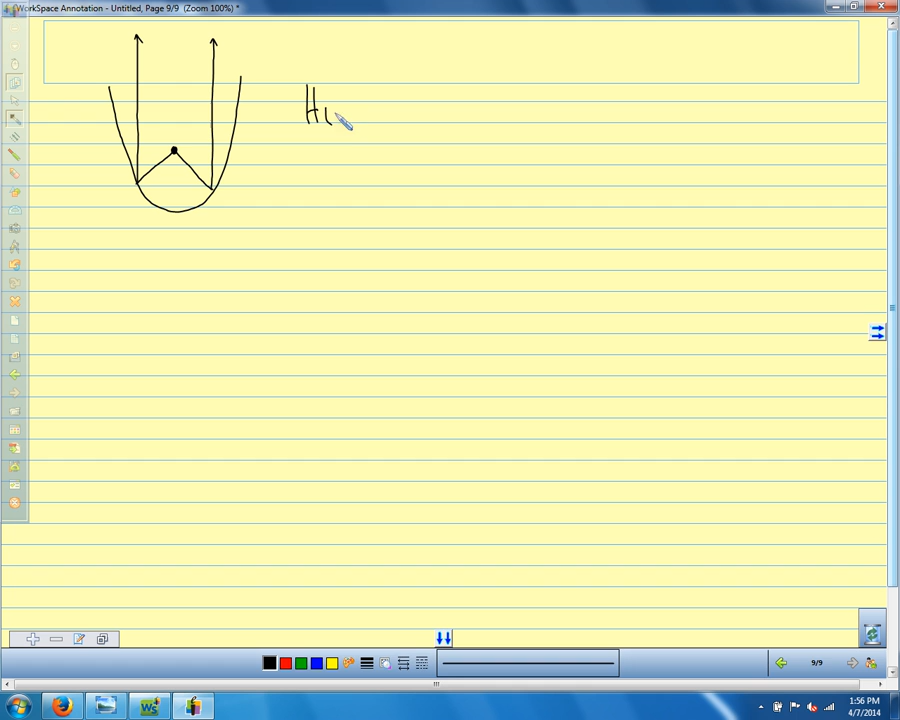 WorkSpace Annotation - Untitled, Page 9/9 (Zoom 100%) *
9/9
1:56 PM
4/7/2014